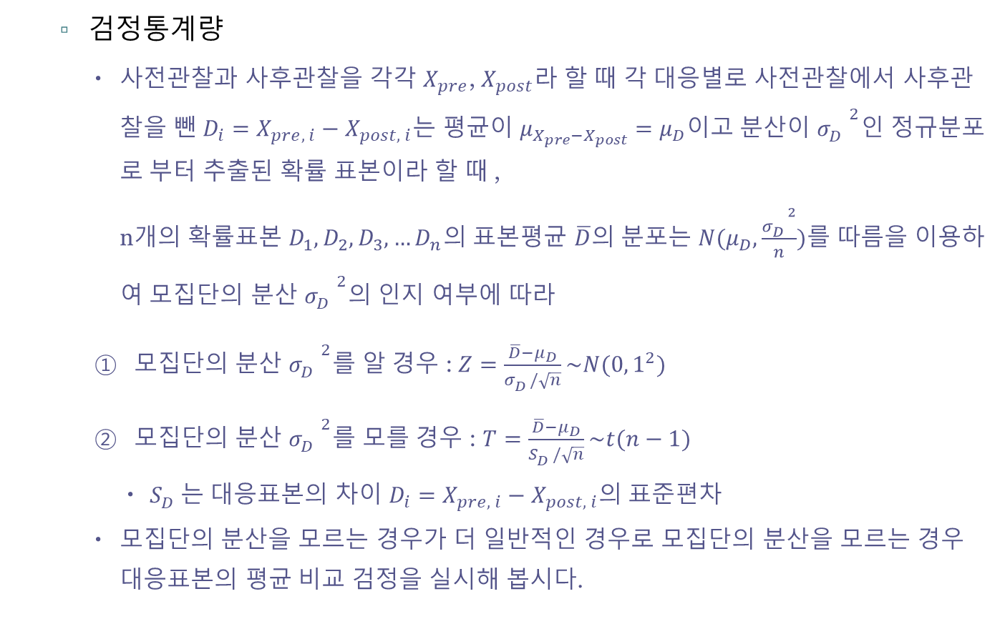 ▫ 검정통계량
• 사전관찰과 사후관찰을 각각 $X_{pre}, X_{post}$라 할 때 각 대응별로 사전관찰에서 사후관
찰을 뺀 $D_i = X_{pre,i} - X_{post,i}$는 평균이 $\mu_{X_{pre}-X_{post}} = \mu_D$이고 분산이 $\sigma_D^2$인 정규분포
로 부터 추출된 확률 표본이라 할 때 ,
n개의 확률표본 $D_1, D_2, D_3, \ldots D_n$의 표본평균 $\overline{D}$의 분포는 $N(\mu_D, \frac{\sigma_D^2}{n})$를 따름을 이용하
여 모집단의 분산 $\sigma_D^2$의 인지 여부에 따라
① 모집단의 분산 $\sigma_D^2$를 알 경우 : $Z = \frac{\overline{D}-\mu_D}{\sigma_D/\sqrt{n}} \sim N(0, 1^2)$
② 모집단의 분산 $\sigma_D^2$를 모를 경우 : $T = \frac{\overline{D}-\mu_D}{s_D/\sqrt{n}} \sim t(n-1)$
• $S_D$ 는 대응표본의 차이 $D_i = X_{pre,i} - X_{post,i}$의 표준편차
• 모집단의 분산을 모르는 경우가 더 일반적인 경우로 모집단의 분산을 모르는 경우
대응표본의 평균 비교 검정을 실시해 봅시다.